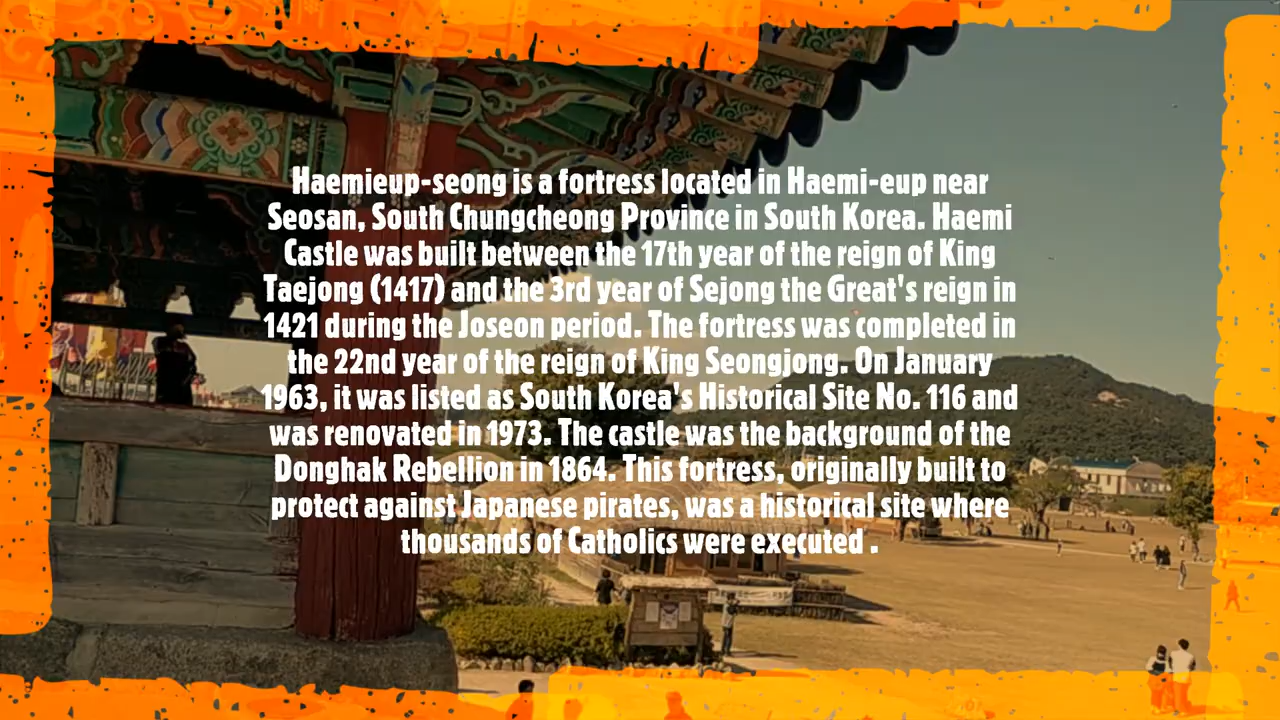 Haemieup-seong is a fortress located in Haemi-eup near
Seosan, South Chungcheong Province in South Korea. Haemi
Castle was built between the 17th year of the reign of King
Taejong (1417) and the 3rd year of Sejong the Great's reign in
1421 during the Joseon period. The fortress was completed in
the 22nd year of the reign of King Seongjong. On January
1963, it was listed as South Korea's Historical Site No. 116 and
was renovated in 1973. The castle was the background of the
Donghak Rebellion in 1864. This fortress, originally built to
protect against Japanese pirates, was a historical site where
thousands of Catholics were executed .